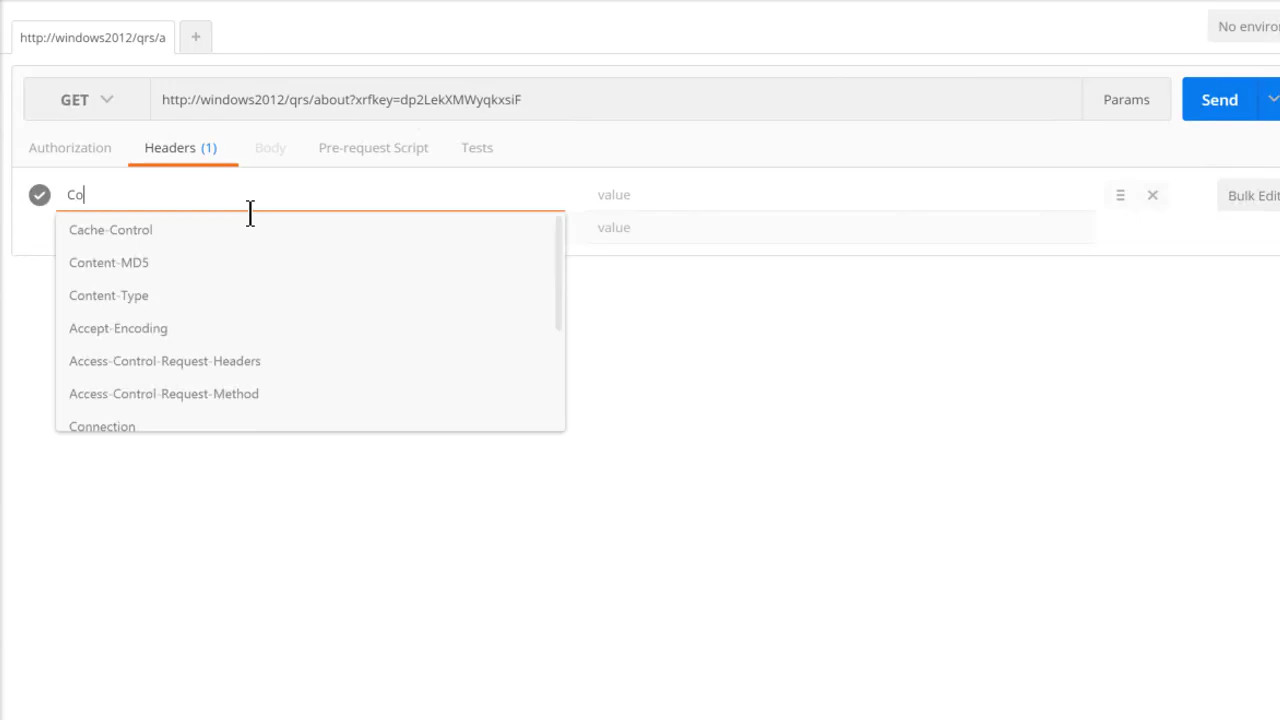 http://windows2012/qrs/a
+
No enviro
GET
http://windows2012/qrs/about?xrfkey=dp2LekXMWyqkxsiF
Params
Send
Authorization
Headers (1)
Body
Pre-request Script
Tests
Co
value
Bulk Edit
value
Cache-Control
Content-MD5
Content-Type
Accept-Encoding
Access-Control-Request-Headers
Access-Control-Request-Method
Connection